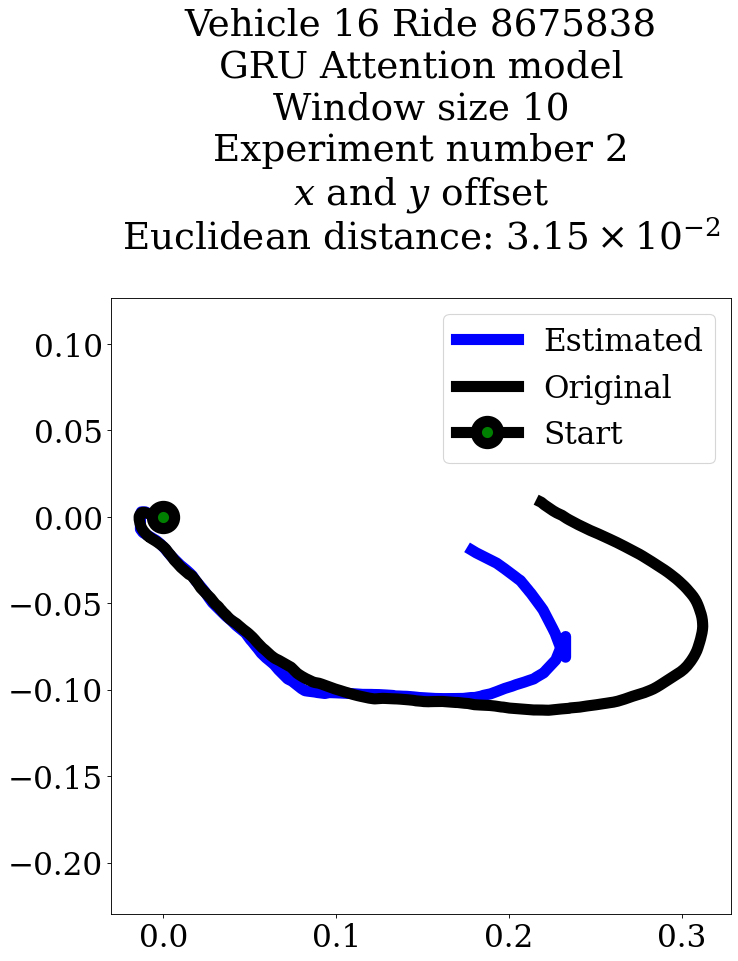 Vehicle 16 Ride 8675838
GRU Attention model
Window size 10
Experiment number 2
x and y offset
Euclidean distance: 3.15 × 10⁻²
Estimated
Original
Start
0.10
0.05
0.00
−0.05
−0.10
−0.15
−0.20
0.0 0.1 0.2 0.3